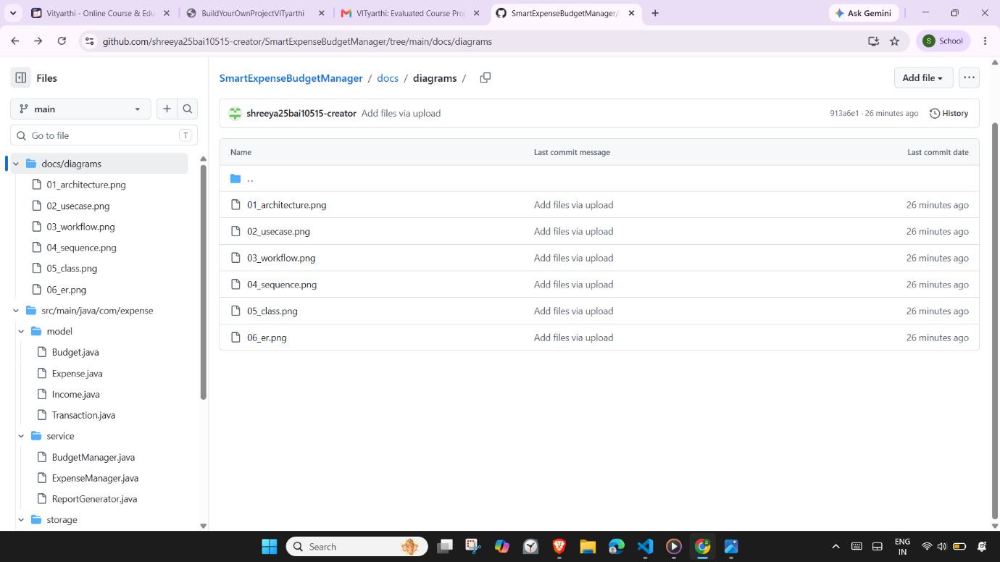 Vityarthi - Online Course & Edu
BuildYourOwnProjectVITyarthi
VITyarthi: Evaluated Course Pro
SmartExpenseBudgetManager/
Ask Gemini
github.com/shreeya25bai10515-creator/SmartExpenseBudgetManager/tree/main/docs/diagrams
S School
Files
SmartExpenseBudgetManager / docs / diagrams /
Add file
main
shreeya25bai10515-creator Add files via upload
913a6e1 · 26 minutes ago
History
Go to file
T
Name Last commit message Last commit date
..
01_architecture.png Add files via upload 26 minutes ago
02_usecase.png Add files via upload 26 minutes ago
03_workflow.png Add files via upload 26 minutes ago
04_sequence.png Add files via upload 26 minutes ago
05_class.png Add files via upload 26 minutes ago
06_er.png Add files via upload 26 minutes ago
docs/diagrams
01_architecture.png
02_usecase.png
03_workflow.png
04_sequence.png
05_class.png
06_er.png
src/main/java/com/expense
model
Budget.java
Expense.java
Income.java
Transaction.java
service
BudgetManager.java
ExpenseManager.java
ReportGenerator.java
storage
Search
ENG
IN